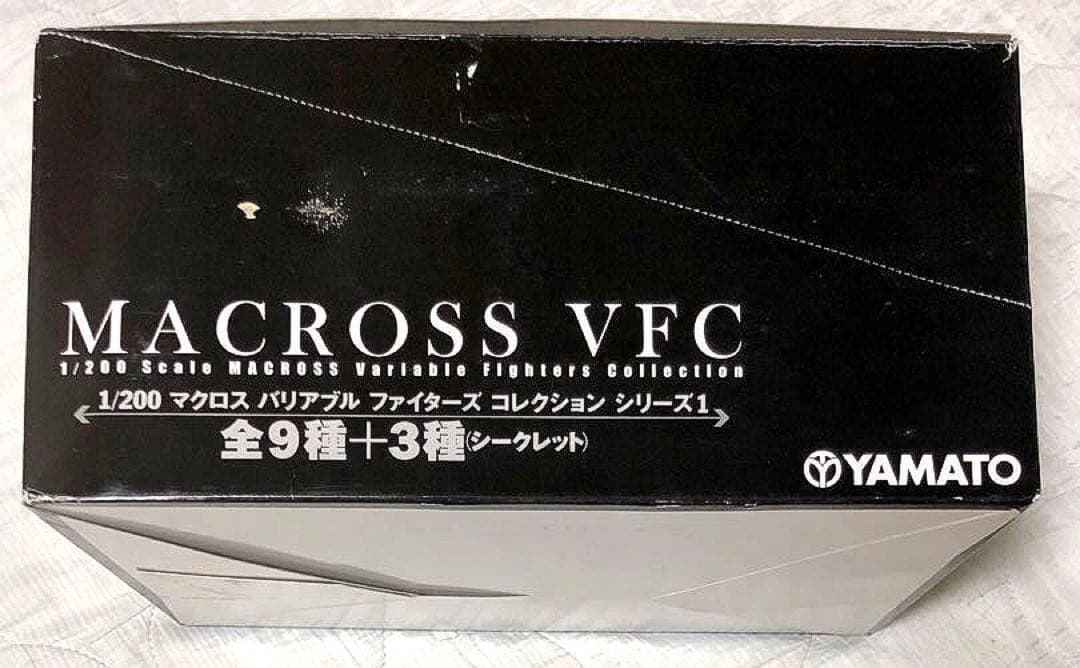 MACROSS VFC
1/200 Scale MACROSS Variable Fighters Collection
1/200 マクロス バリアブル ファイターズ コレクション シリーズ1
全9種+3種(シークレット)
YAMATO